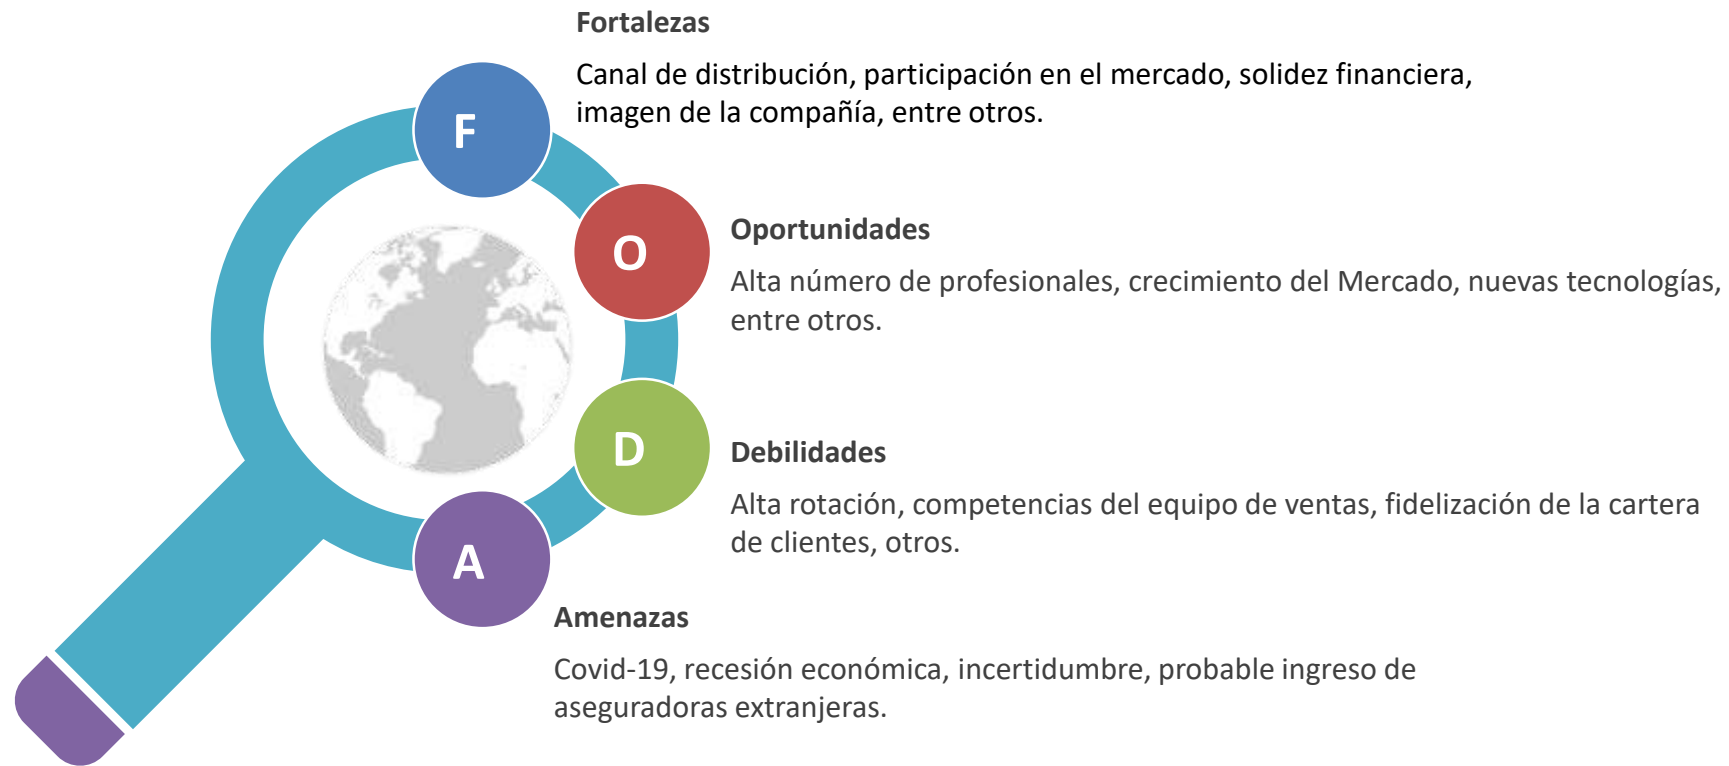 Fortalezas
Canal de distribución, participación en el mercado, solidez financiera,
imagen de la compañía, entre otros.
F
O
Oportunidades
Alta número de profesionales, crecimiento del Mercado, nuevas tecnologías,
entre otros.
D
Debilidades
Alta rotación, competencias del equipo de ventas, fidelización de la cartera
de clientes, otros.
A
Amenazas
Covid-19, recesión económica, incertidumbre, probable ingreso de
aseguradoras extranjeras.